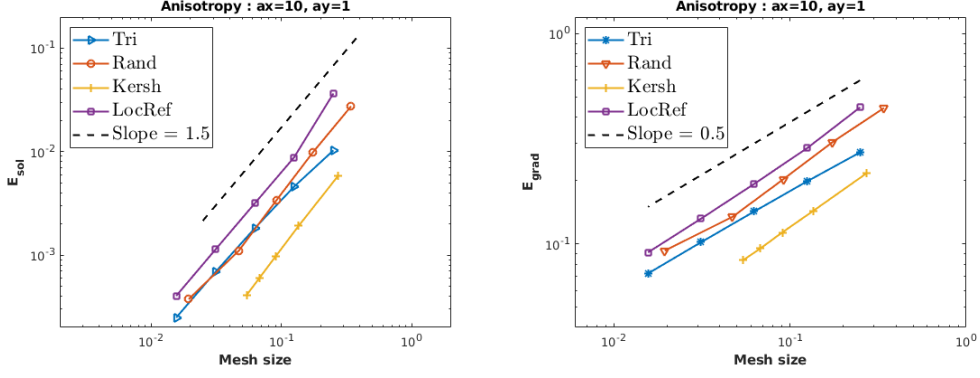 Anisotropy : ax=10, ay=1
Tri
Rand
Kersh
LocRef
Slope = 1.5
10^-1
10^-2
10^-3
E_sol
10^-2
10^-1
10^0
Mesh size
Anisotropy : ax=10, ay=1
Tri
Rand
Kersh
LocRef
Slope = 0.5
10^0
10^-1
E_grad
10^-2
10^-1
10^0
Mesh size